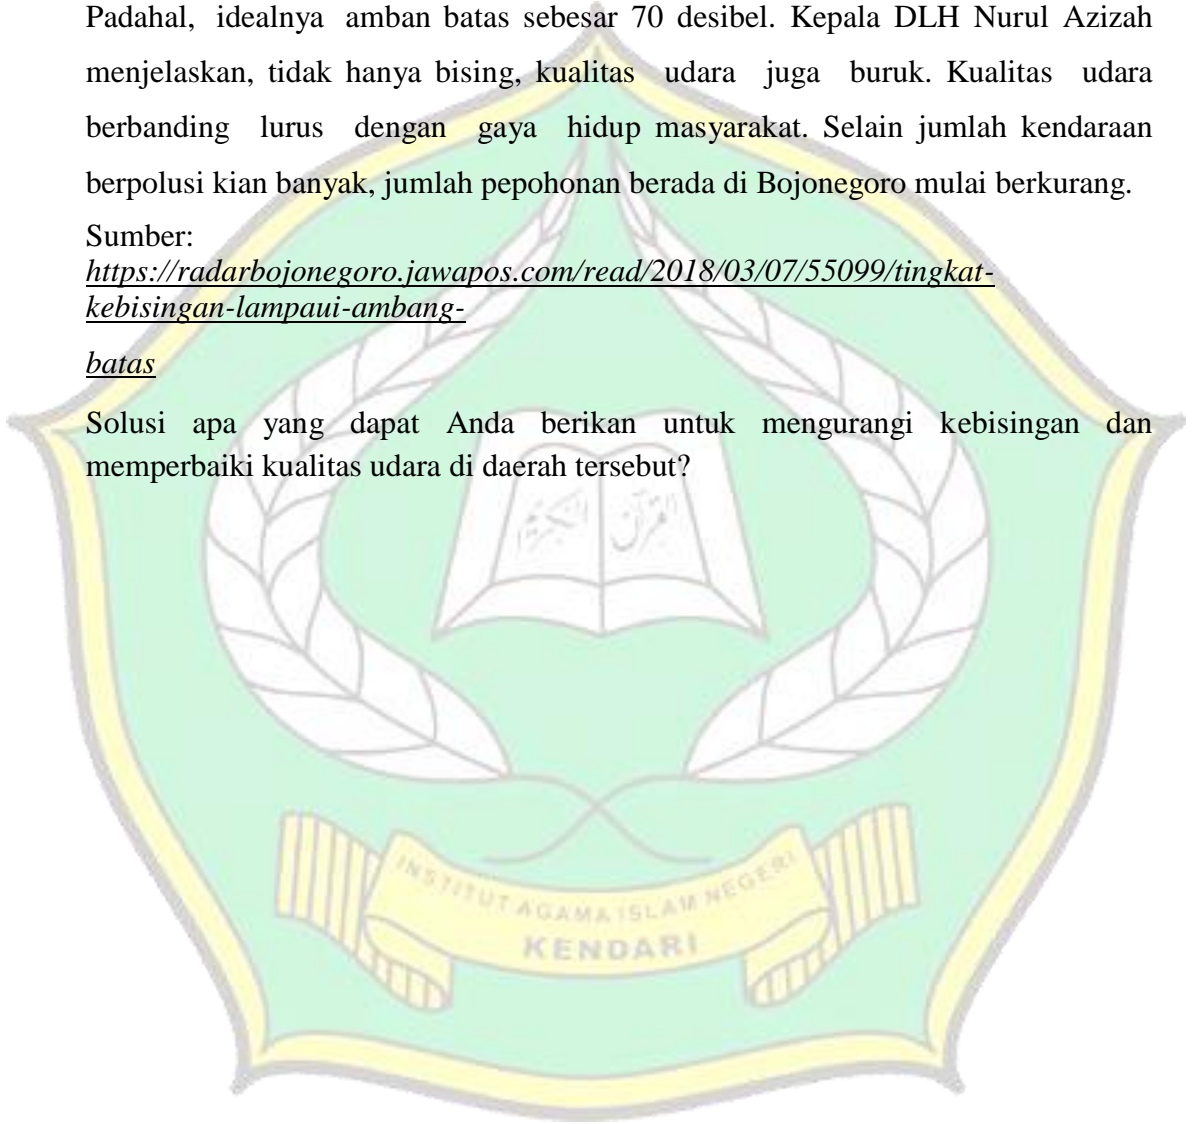 Padahal, idealnya amban batas sebesar 70 desibel. Kepala DLH Nurul Azizah
menjelaskan, tidak hanya bising, kualitas udara juga buruk. Kualitas udara
berbanding lurus dengan gaya hidup masyarakat. Selain jumlah kendaraan
berpolusi kian banyak, jumlah pepohonan berada di Bojonegoro mulai berkurang.
Sumber:
https://radarbojonegoro.jawapos.com/read/2018/03/07/55099/tingkat-
kebisingan-lampaui-ambang-
batas
Solusi apa yang dapat Anda berikan untuk mengurangi kebisingan dan
memperbaiki kualitas udara di daerah tersebut?
القرآن الكريم
INSTITUT AGAMA ISLAM NEGERI
KENDARI